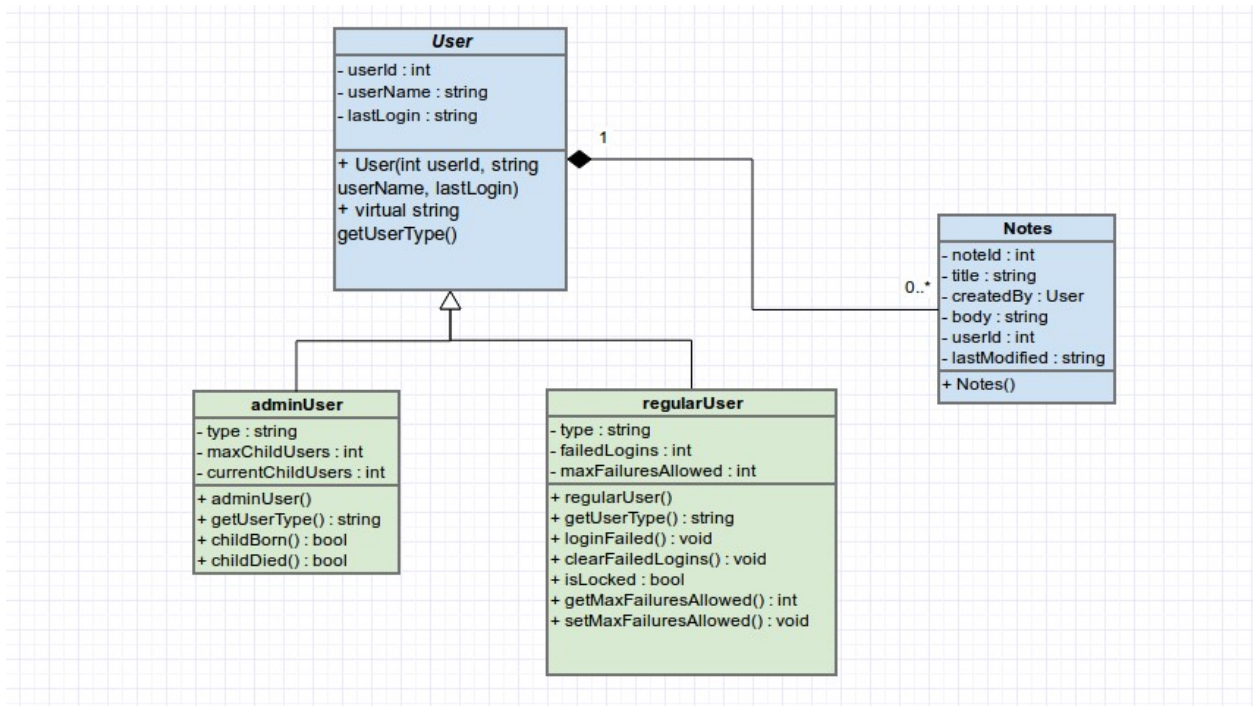 User
- userId : int
- userName : string
- lastLogin : string
+ User(int userId, string
userName, lastLogin)
+ virtual string
getUserType()
1
0..*
Notes
- noteId : int
- title : string
- createdBy : User
- body : string
- userId : int
- lastModified : string
+ Notes()
adminUser
- type : string
- maxChildUsers : int
- currentChildUsers : int
+ adminUser()
+ getUserType() : string
+ childBorn() : bool
+ childDied() : bool
regularUser
- type : string
- failedLogins : int
- maxFailuresAllowed : int
+ regularUser()
+ getUserType() : string
+ loginFailed() : void
+ clearFailedLogins() : void
+ isLocked : bool
+ getMaxFailuresAllowed() : int
+ setMaxFailuresAllowed() : void